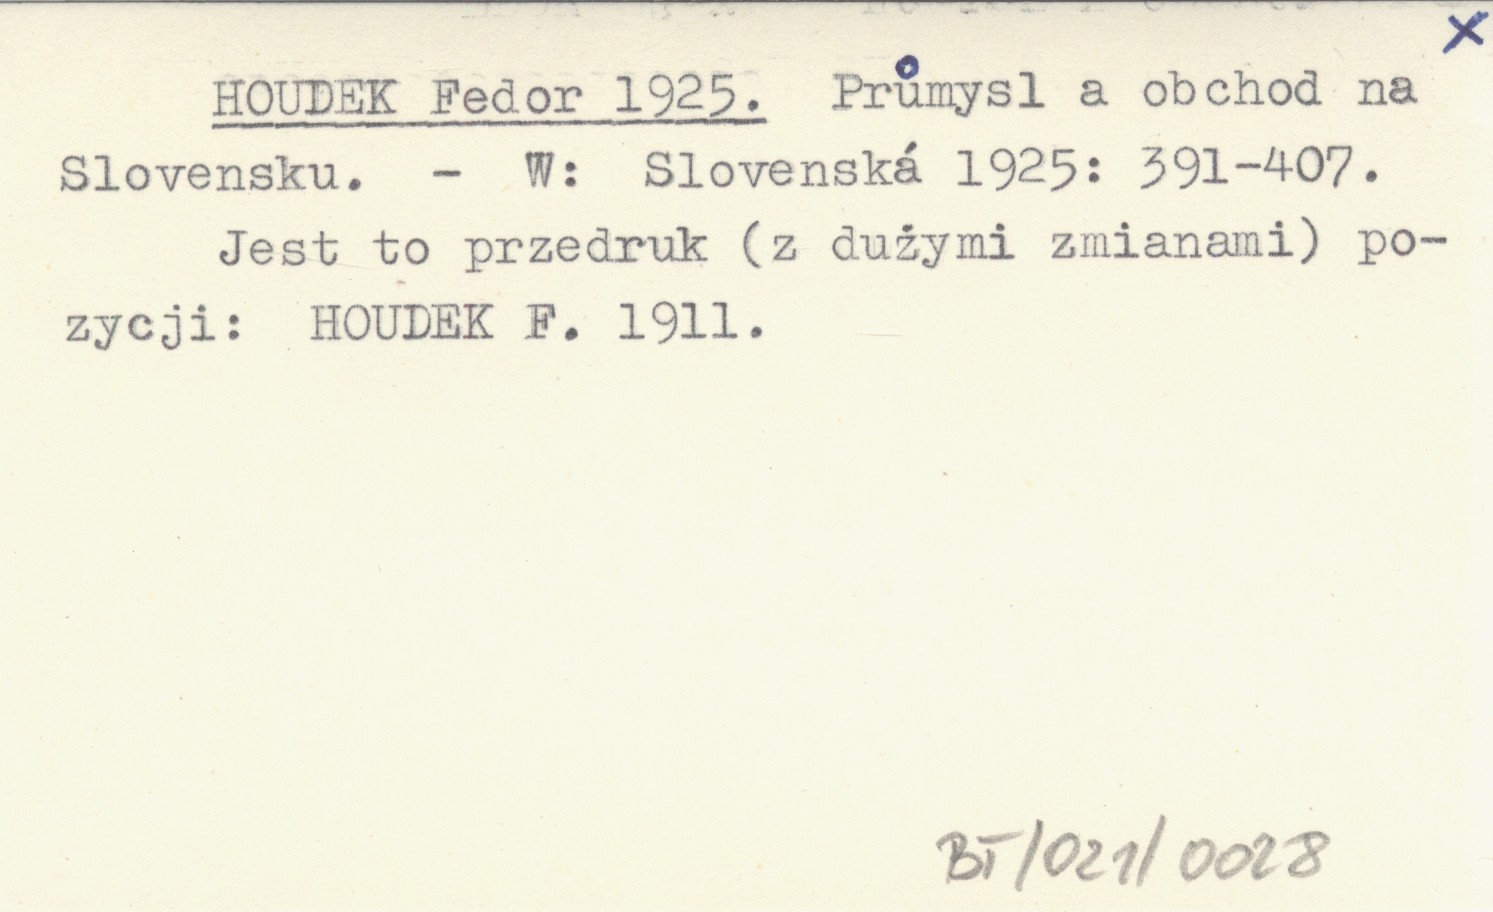 ×
HOUDEK Fedor 1925. Průmysl a obchod na
Slovensku. - W: Slovenská 1925: 391-407.
Jest to przedruk (z dużymi zmianami) po-
zycji: HOUDEK F. 1911.
BT/021/0028